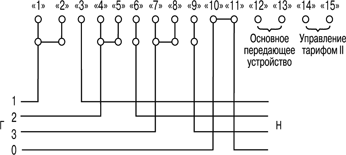 «1» «2» «3» «4» «5» «6» «7» «8» «9» «10» «11» «12» «13» «14» «15»
Основное передающее устройство
Управление тарифом II
1
2
Г
3
0
Н